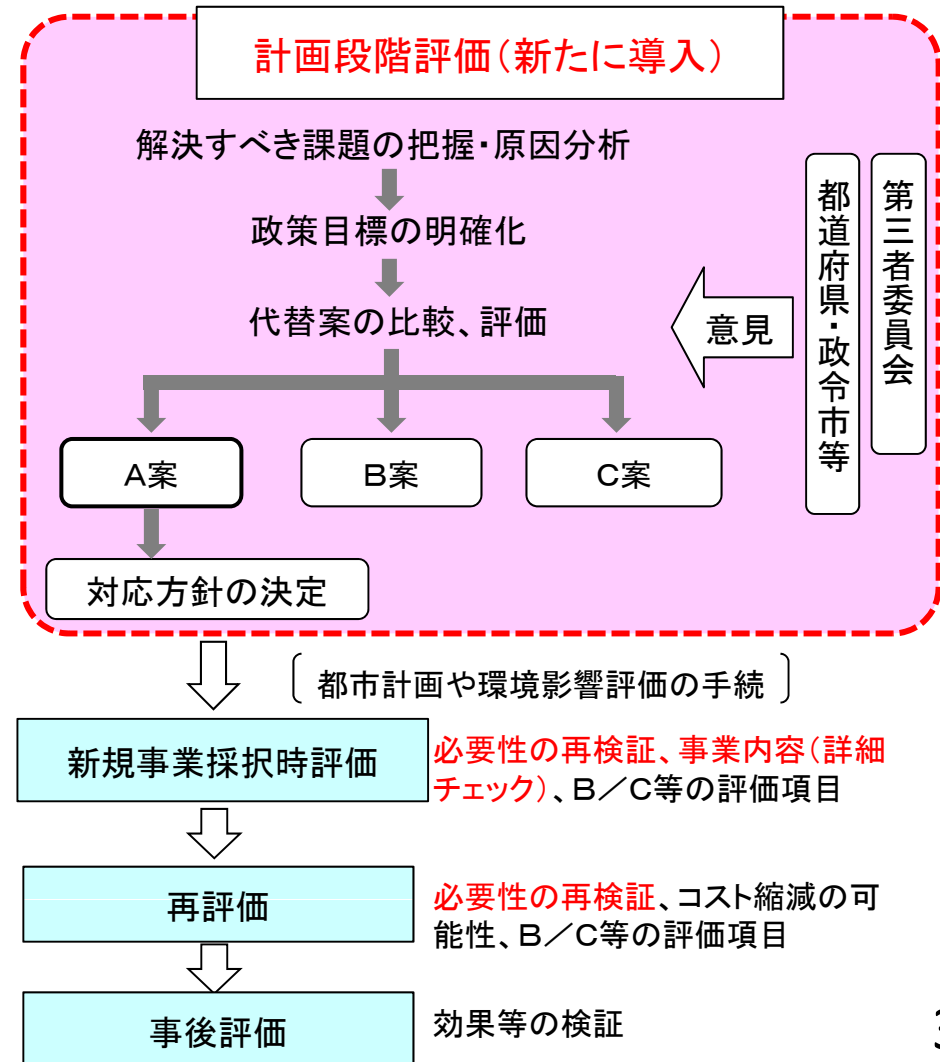 計画段階評価(新たに導入)
解決すべき課題の把握・原因分析
政策目標の明確化
代替案の比較、評価
意見
都道府県・政令市等
第三者委員会
A案
B案
C案
対応方針の決定
〔都市計画や環境影響評価の手続〕
新規事業採択時評価
必要性の再検証、事業内容(詳細
チェック)、B/C等の評価項目
再評価
必要性の再検証、コスト縮減の可
能性、B/C等の評価項目
事後評価
効果等の検証